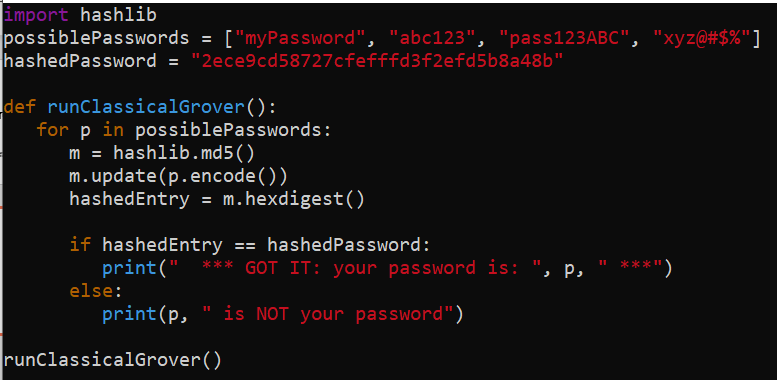 import hashlib
possiblePasswords = ["myPassword", "abc123", "pass123ABC", "xyz@#$%"]
hashedPassword = "2ece9cd58727cfefffd3f2efd5b8a48b"

def runClassicalGrover():
   for p in possiblePasswords:
      m = hashlib.md5()
      m.update(p.encode())
      hashedEntry = m.hexdigest()

      if hashedEntry == hashedPassword:
         print("  *** GOT IT: your password is: ", p, " ***")
      else:
         print(p, " is NOT your password")

runClassicalGrover()